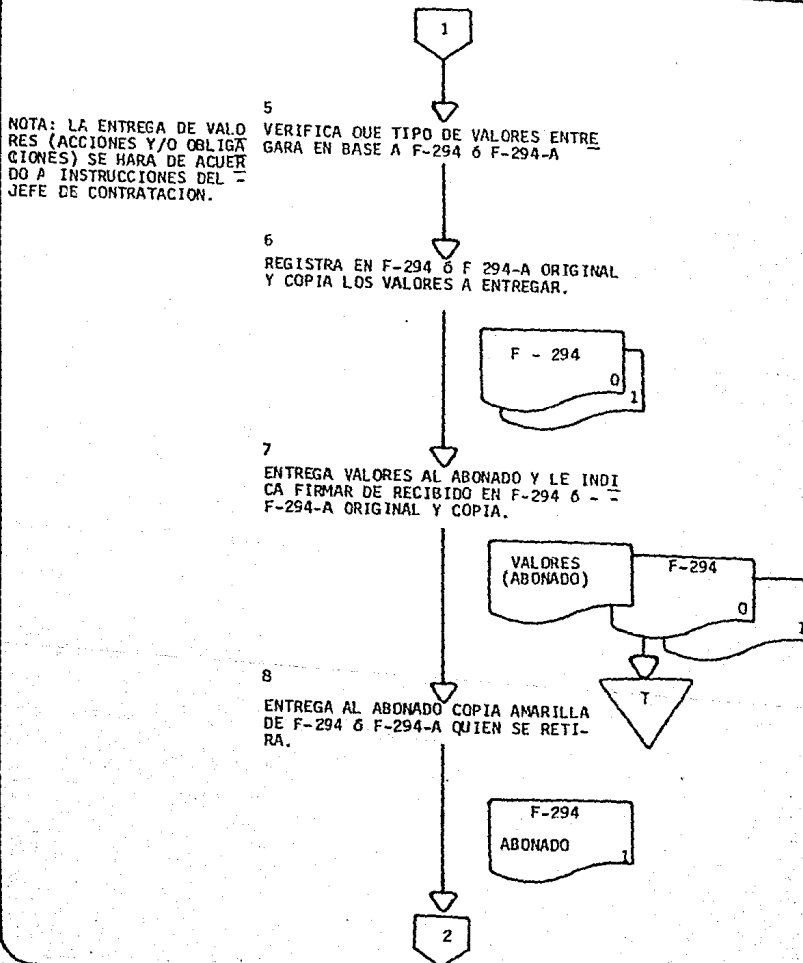 1
NOTA: LA ENTREGA DE VALO
RES (ACCIONES Y/O OBLIGA
CIONES) SE HARA DE ACUER
DO A INSTRUCCIONES DEL -
JEFE DE CONTRATACION.
5
VERIFICA QUE TIPO DE VALORES ENTRE
GARA EN BASE A F-294 ó F-294-A
6
REGISTRA EN F-294 ó F 294-A ORIGINAL
Y COPIA LOS VALORES A ENTREGAR.
F - 294
0
1
7
ENTREGA VALORES AL ABONADO Y LE INDI
CA FIRMAR DE RECIBIDO EN F-294 ó - -
F-294-A ORIGINAL Y COPIA.
VALORES
(ABONADO)
F-294
0
1
8
ENTREGA AL ABONADO COPIA AMARILLA
DE F-294 ó F-294-A QUIEN SE RETI-
RA.
T
F-294
ABONADO
1
2